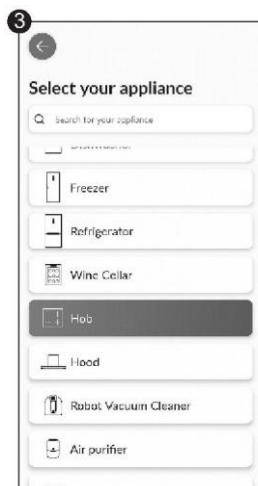 3
Select your appliance
Search for your appliance
Dishwasher
Freezer
Refrigerator
Wine Cellar
Hob
Hood
Robot Vacuum Cleaner
Air purifier